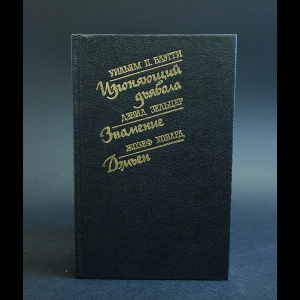 УИЛЬЯМ П. БЛЭТТИ
Изгоняющий
дьявола
ДЭВИД ЗЕЛЬЦЕР
Знамение
ЖОЗЕФ ХОВАРД
Дэмьен